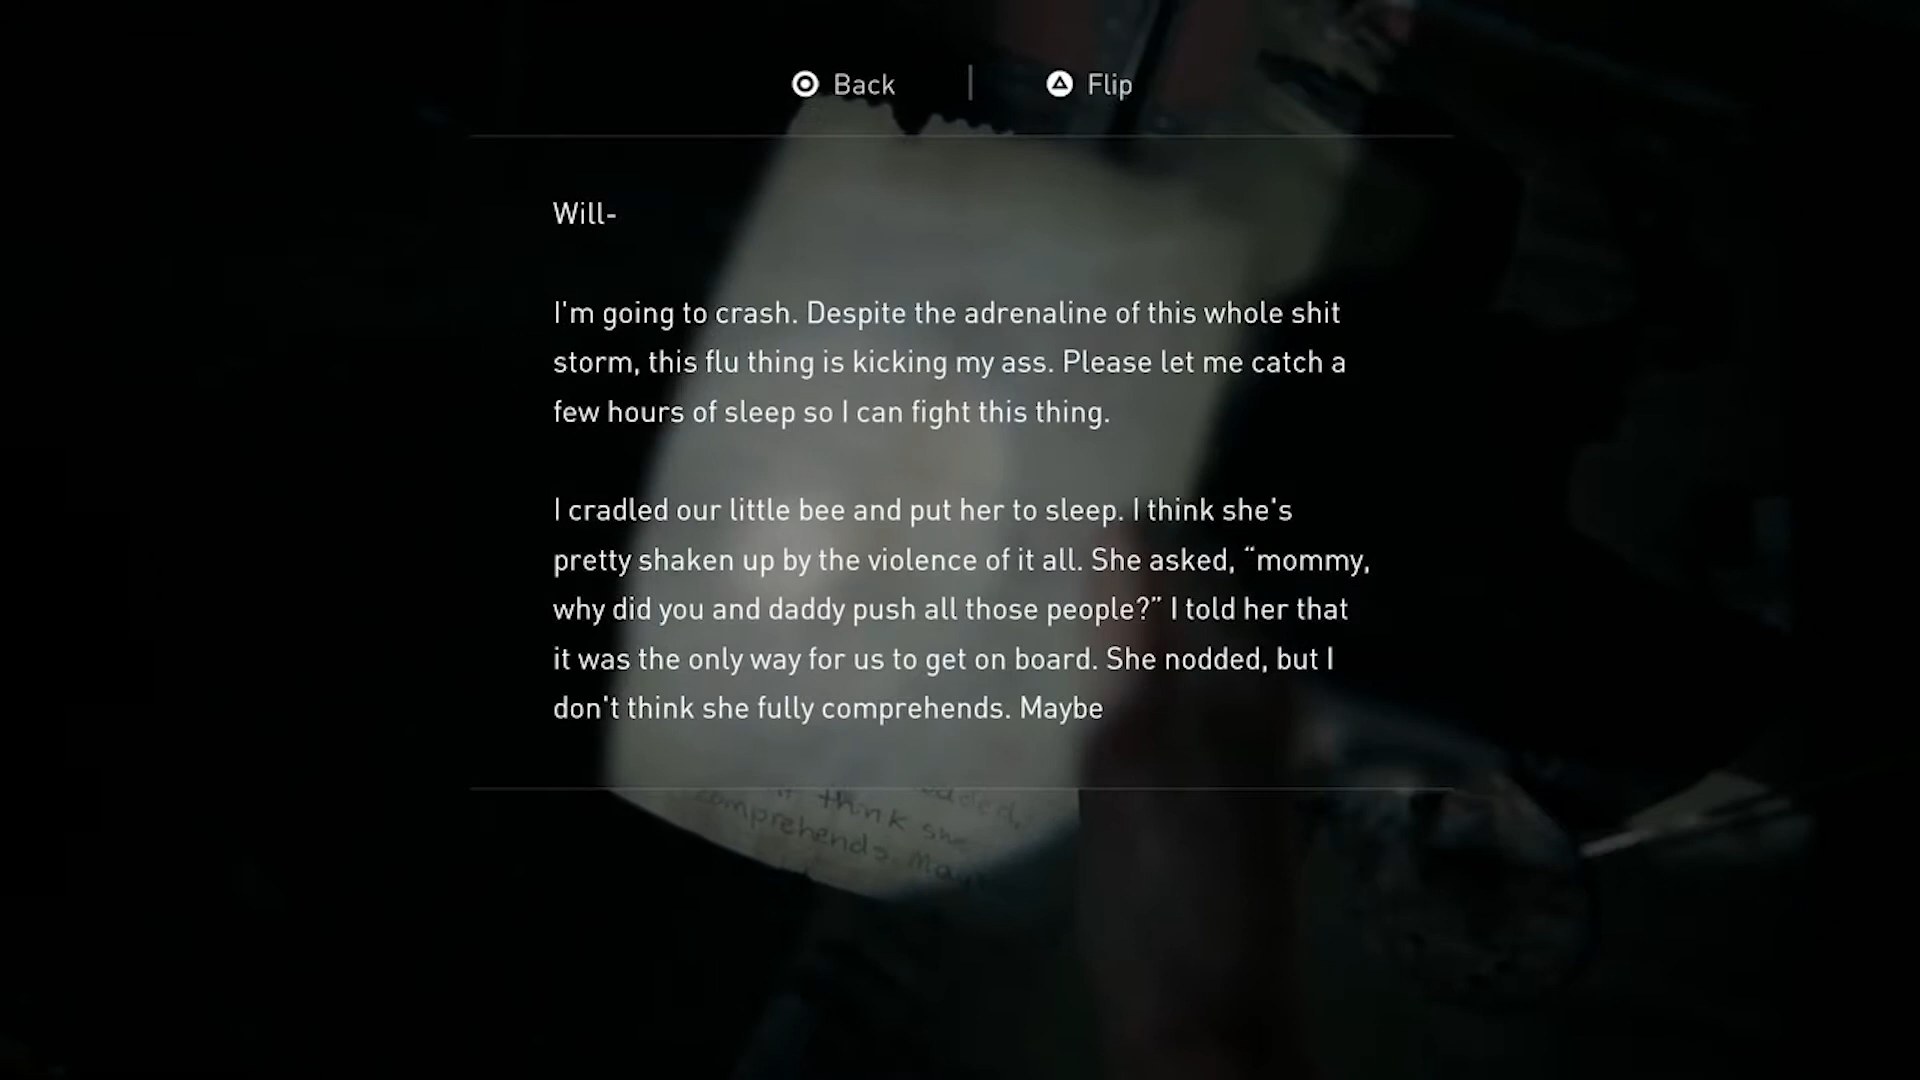 Back | Flip
Will-
I'm going to crash. Despite the adrenaline of this whole shit
storm, this flu thing is kicking my ass. Please let me catch a
few hours of sleep so I can fight this thing.
I cradled our little bee and put her to sleep. I think she's
pretty shaken up by the violence of it all. She asked, “mommy,
why did you and daddy push all those people?” I told her that
it was the only way for us to get on board. She nodded, but I
don't think she fully comprehends. Maybe
think she
comprehends.